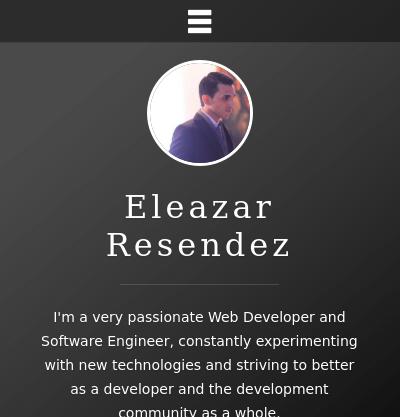 Eleazar
Resendez
I'm a very passionate Web Developer and
Software Engineer, constantly experimenting
with new technologies and striving to better
as a developer and the development
community as a whole.